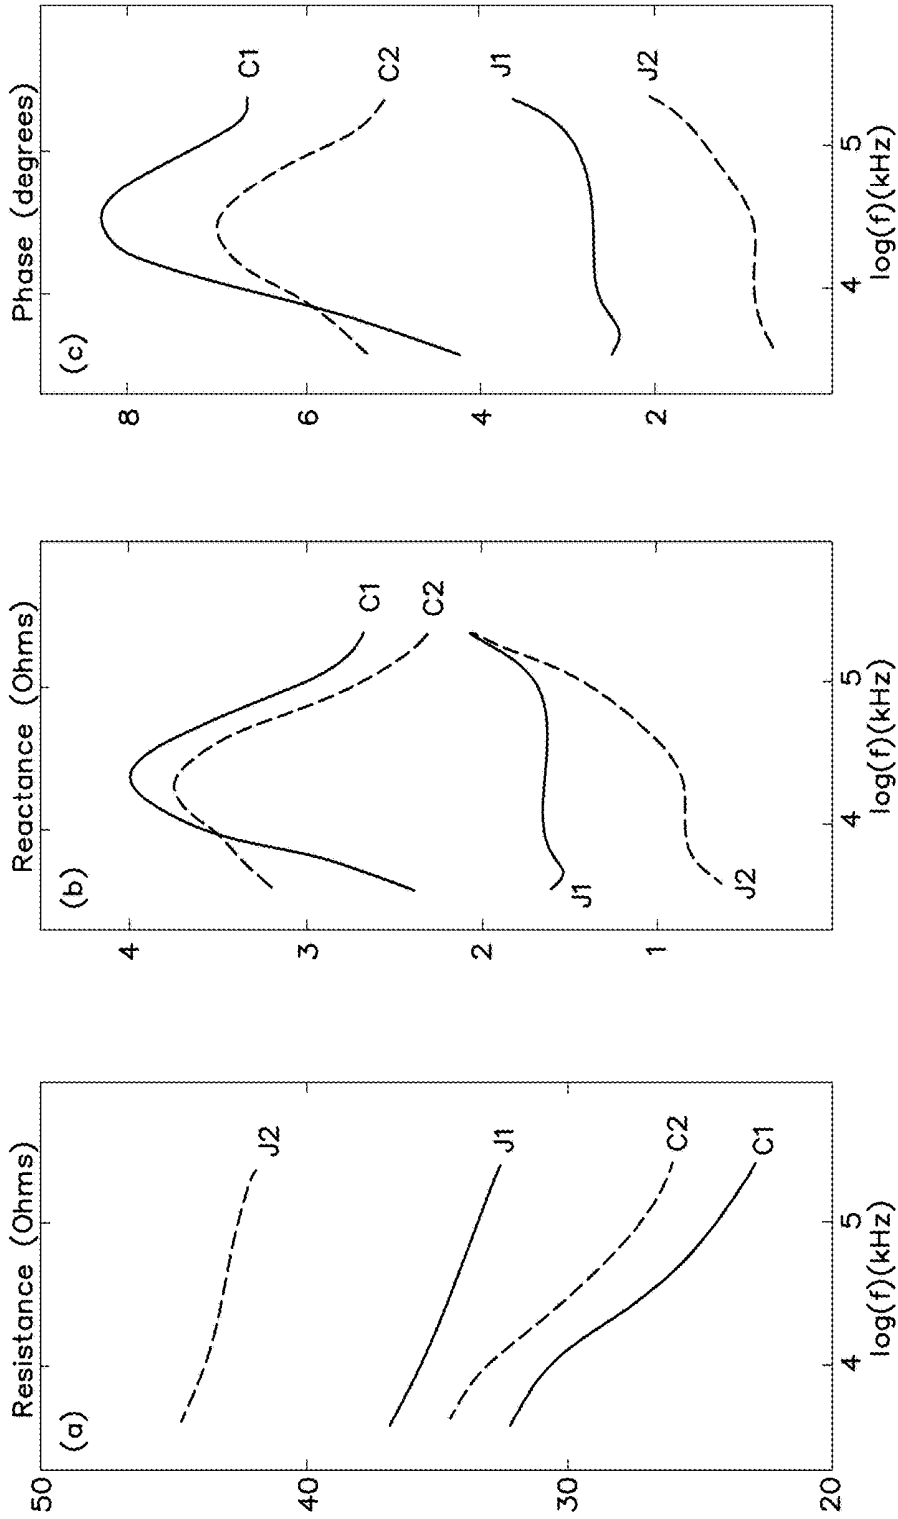 Resistance (Ohms)
(a)
50
40
30
20
J2
J1
C2
C1
4
5
log(f)(kHz)
Reactance (Ohms)
(b)
4
3
2
1
C1
C2
J1
J2
4
5
log(f)(kHz)
Phase (degrees)
(c)
8
6
4
2
C1
C2
J1
J2
4
5
log(f)(kHz)